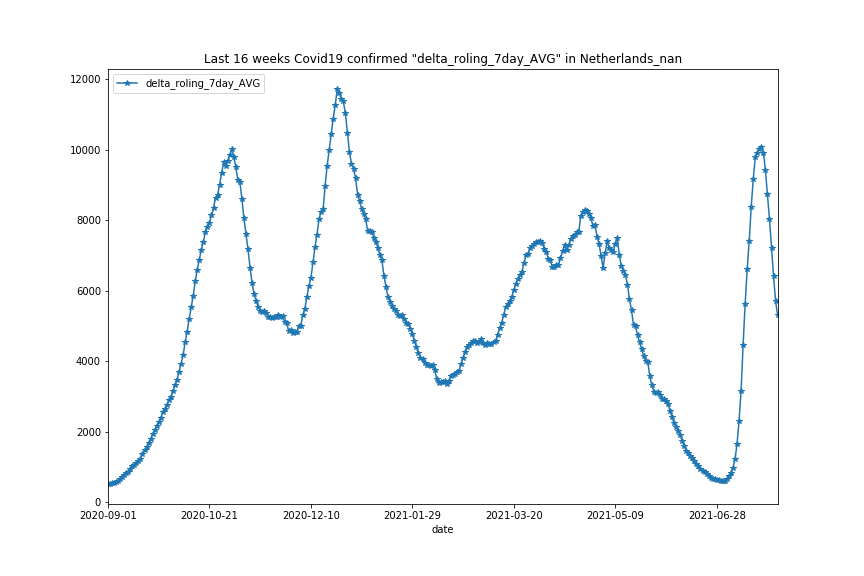 Last 16 weeks Covid19 confirmed "delta_roling_7day_AVG" in Netherlands_nan
delta_roling_7day_AVG
12000
10000
8000
6000
4000
2000
0
2020-09-01 2020-10-21 2020-12-10 2021-01-29 2021-03-20 2021-05-09 2021-06-28
date